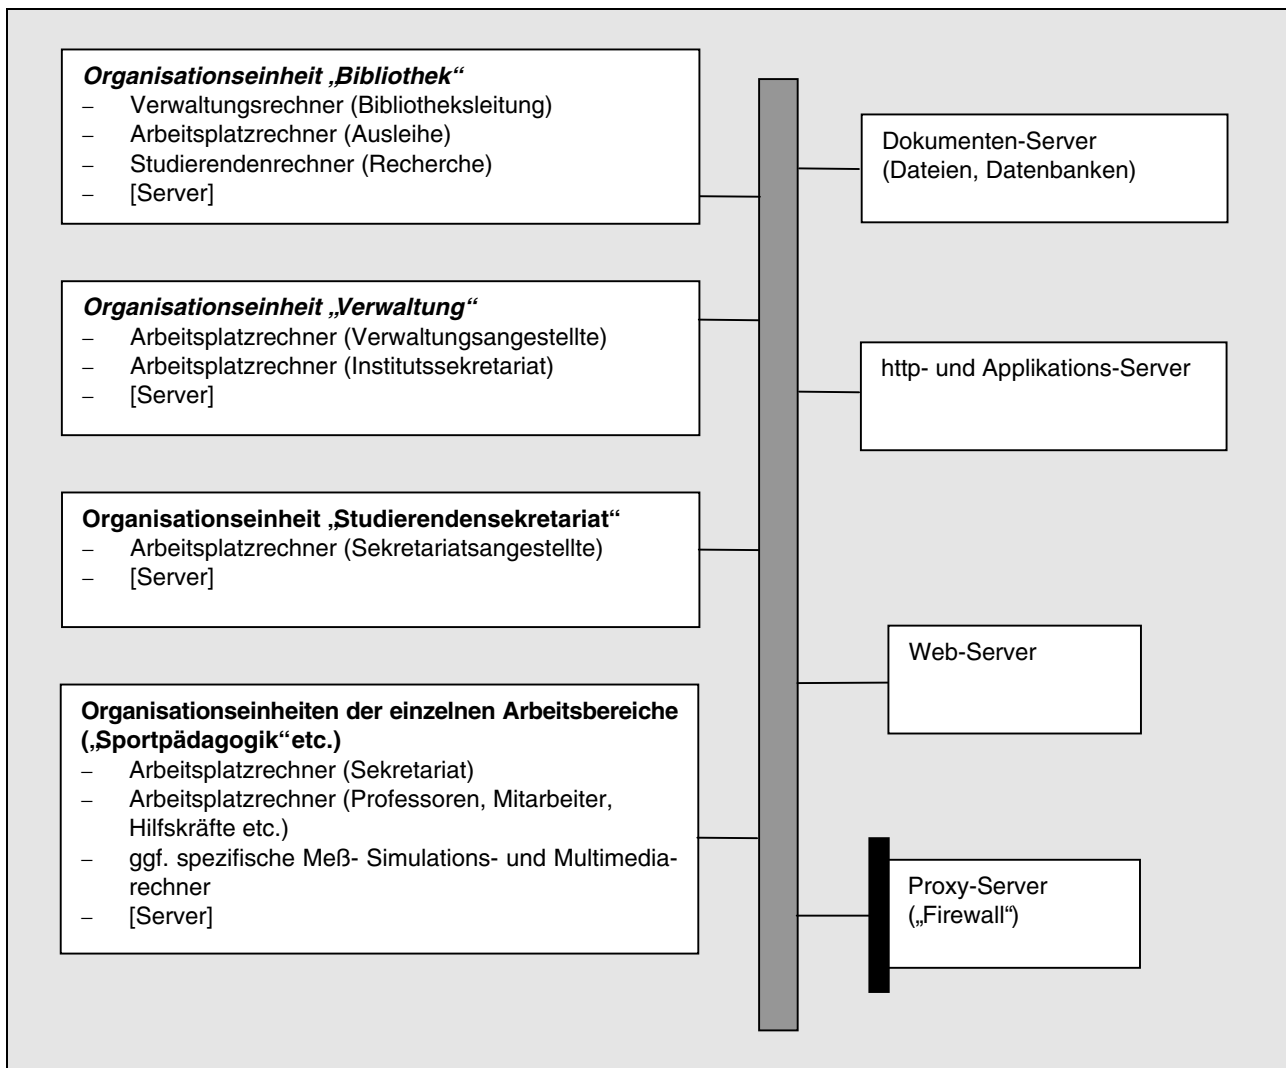 Organisationseinheit „Bibliothek“
– Verwaltungsrechner (Bibliotheksleitung)
– Arbeitsplatzrechner (Ausleihe)
– Studierendenrechner (Recherche)
– [Server]
Organisationseinheit „Verwaltung“
– Arbeitsplatzrechner (Verwaltungsangestellte)
– Arbeitsplatzrechner (Institutssekretariat)
– [Server]
Organisationseinheit „Studierendensekretariat“
– Arbeitsplatzrechner (Sekretariatsangestellte)
– [Server]
Organisationseinheiten der einzelnen Arbeitsbereiche
(„Sportpädagogik“ etc.)
– Arbeitsplatzrechner (Sekretariat)
– Arbeitsplatzrechner (Professoren, Mitarbeiter,
Hilfskräfte etc.)
– ggf. spezifische Meß- Simulations- und Multimedia-
rechner
– [Server]
Dokumenten-Server
(Dateien, Datenbanken)
http- und Applikations-Server
Web-Server
Proxy-Server
(„Firewall“)